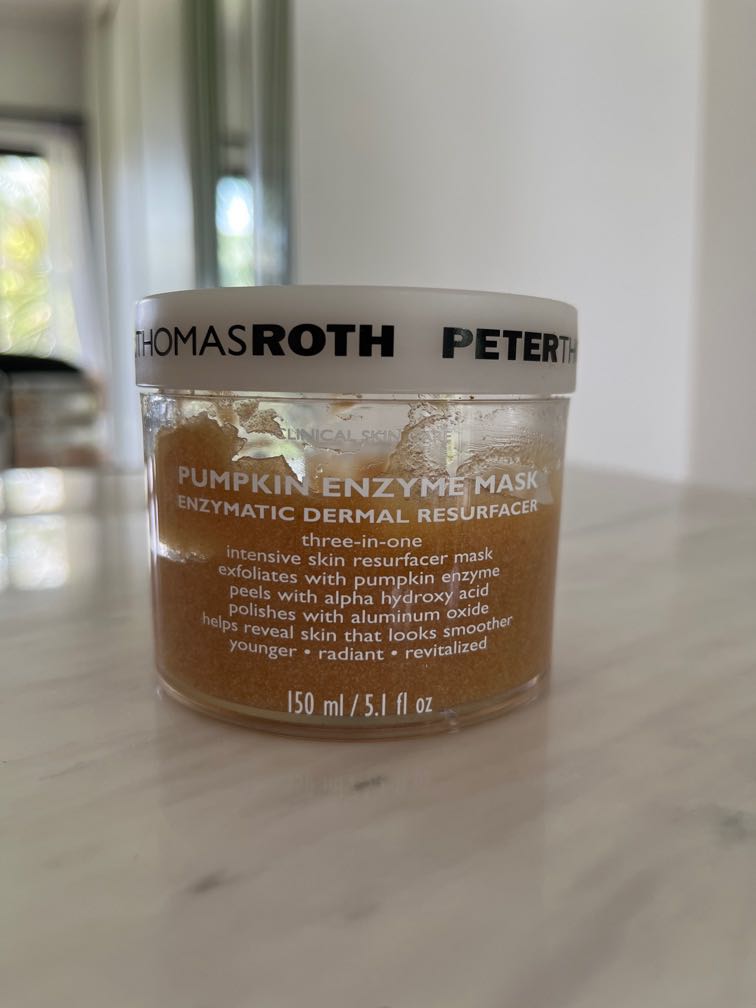 THOMASROTH PETERTH
CLINICAL SKIN CARE
PUMPKIN ENZYME MASK
ENZYMATIC DERMAL RESURFACER
three-in-one
intensive skin resurfacer mask
exfoliates with pumpkin enzyme
peels with alpha hydroxy acid
polishes with aluminum oxide
helps reveal skin that looks smoother
younger • radiant • revitalized
150 ml / 5.1 fl oz